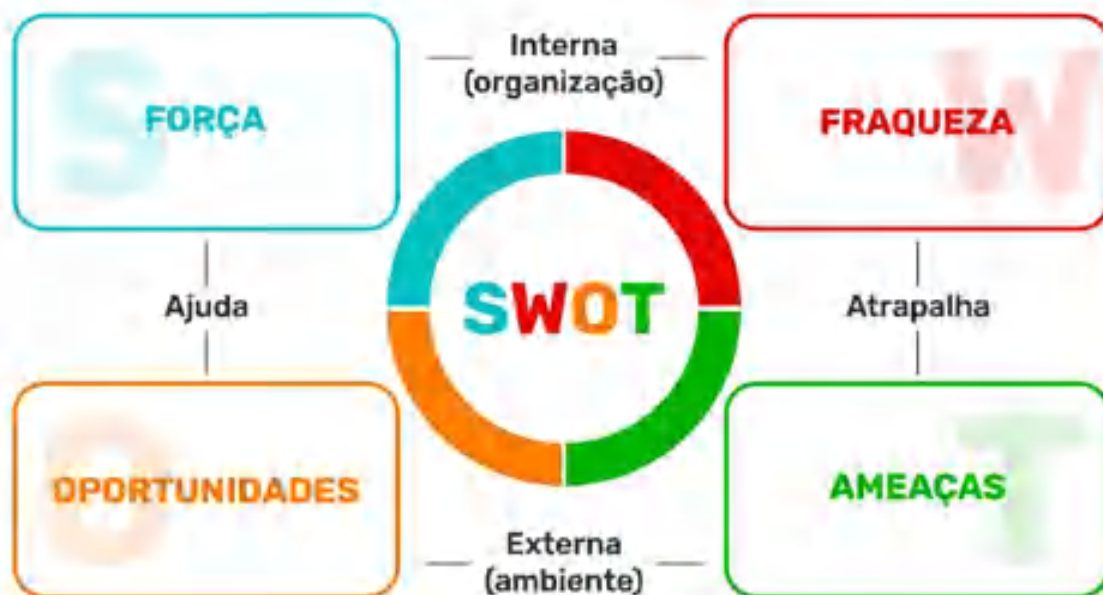 Interna
(organização)
S
FORÇA
W
FRAQUEZA
Ajuda
SWOT
Atrapalha
O
OPORTUNIDADES
T
AMEAÇAS
Externa
(ambiente)